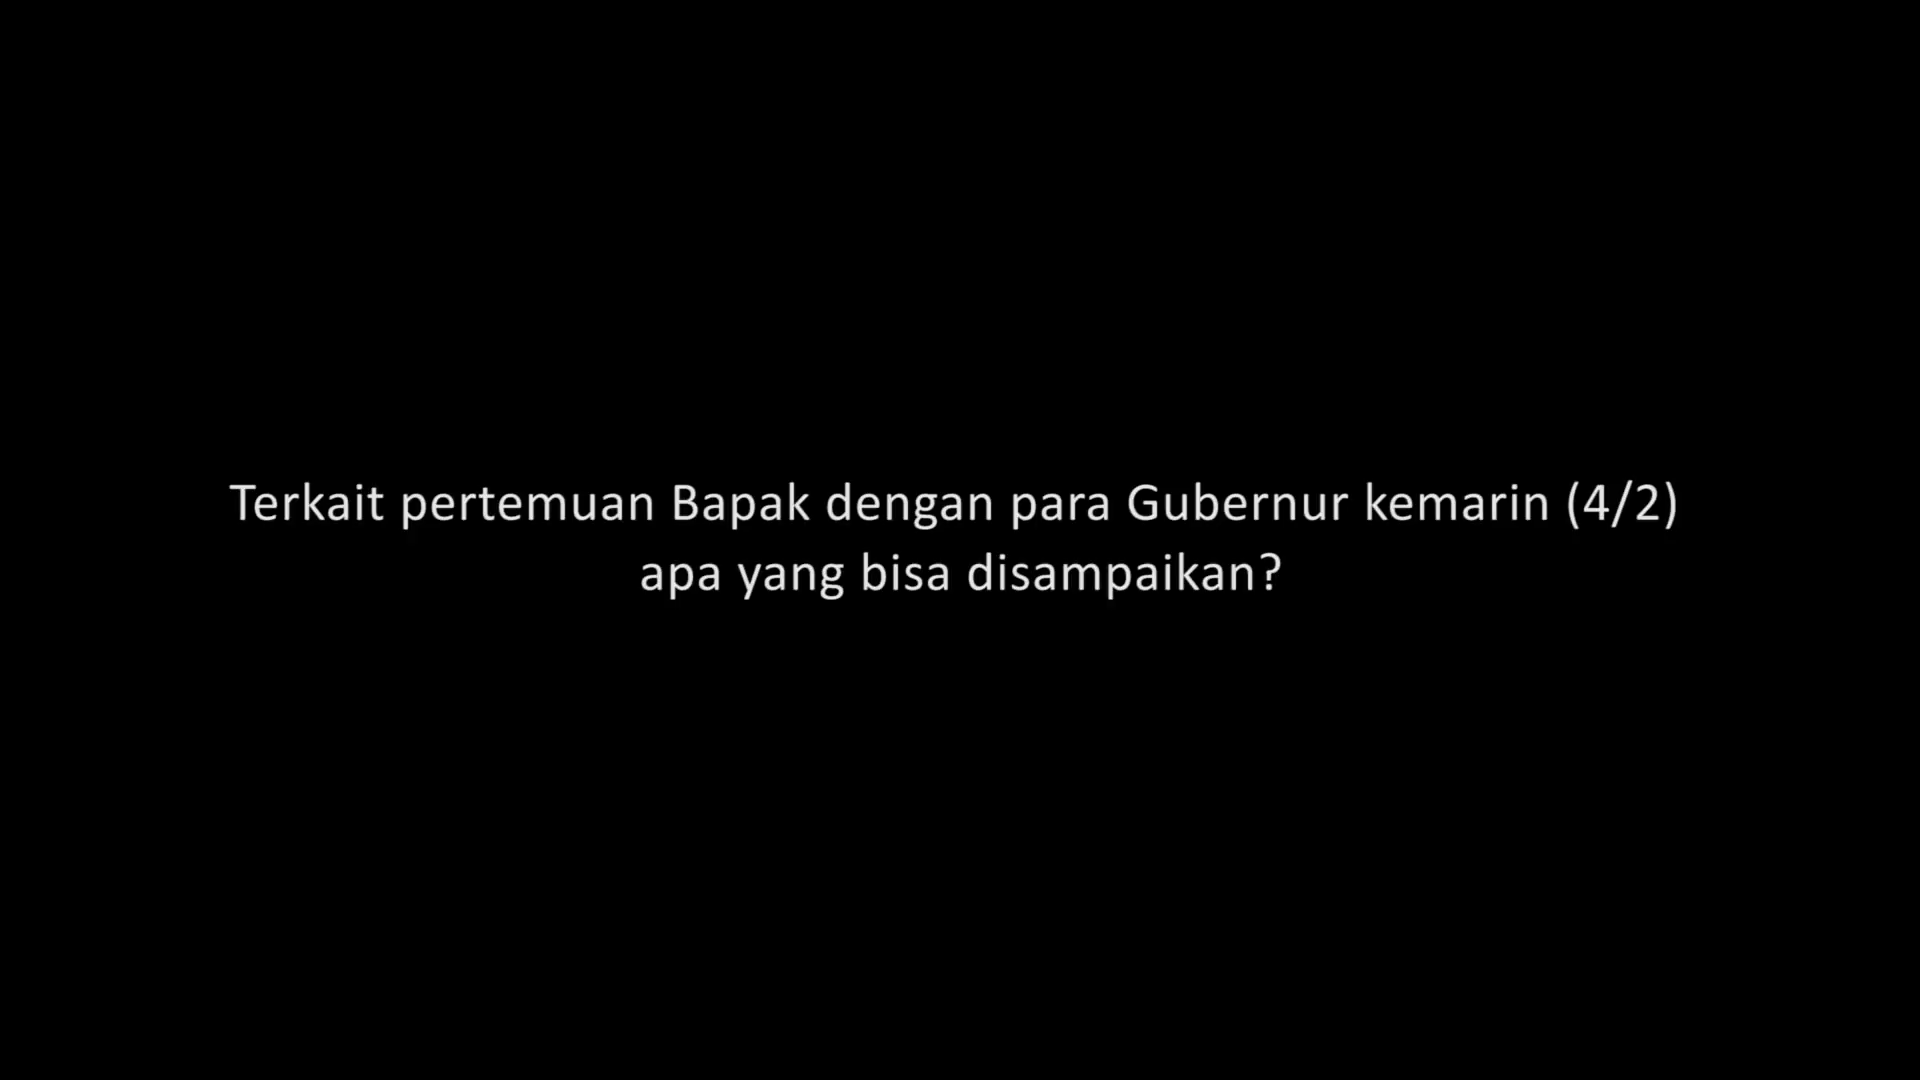 Terkait pertemuan Bapak dengan para Gubernur kemarin (4/2)
apa yang bisa disampaikan?